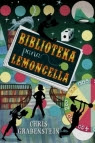 BIBLIOTEKA
pana
LEMONCELLA
CHRIS
GRABENSTEIN